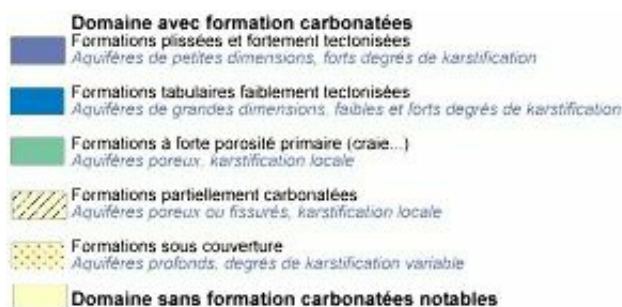 Domaine avec formation carbonatées
Formations plissées et fortement tectonisées
Aquifères de petites dimensions, forts degrés de karstification
Formations tabulaires faiblement tectonisées
Aquifères de grandes dimensions, faibles et forts degrés de karstification
Formations à forte porosité primaire (craie...)
Aquifères poreux, karstification locale
Formations partiellement carbonatées
Aquifères poreux ou fissurés, karstification locale
Formations sous couverture
Aquifères profonds, degrés de karstification variable
Domaine sans formation carbonatées notables